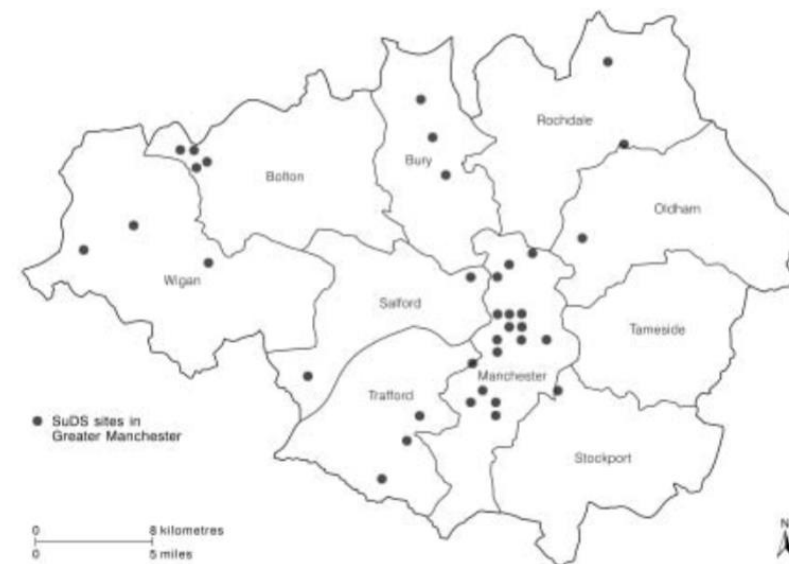 Rochdale
Bury
Bolton
Oldham
Wigan
Salford
Tameside
Manchester
Trafford
SuDS sites in
Greater Manchester
Stockport
0 8 kilometres
0 5 miles
N